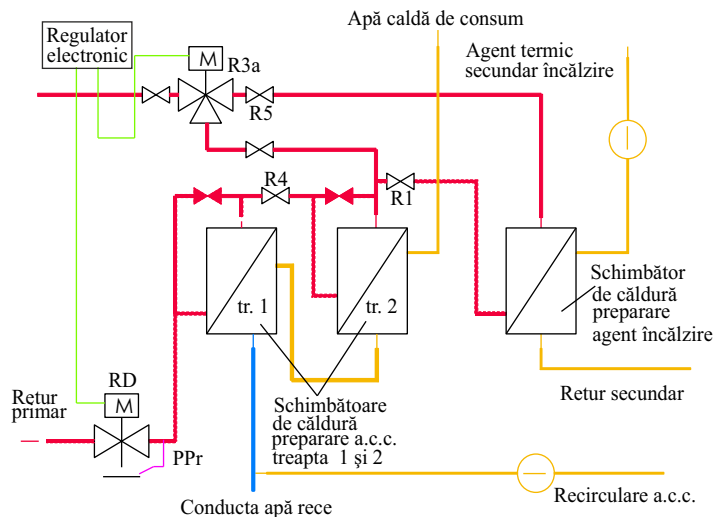 Apă caldă de consum
Regulator
electronic
M
R3a
Agent termic
secundar încălzire
R5
R4
R1
tr. 1
tr. 2
Schimbător
de căldură
preparare
agent încălzire
RD
M
Retur
primar
Schimbătoare
de căldură
preparare a.c.c.
treapta 1 şi 2
Retur secundar
PPr
Conducta apă rece
Recirculare a.c.c.